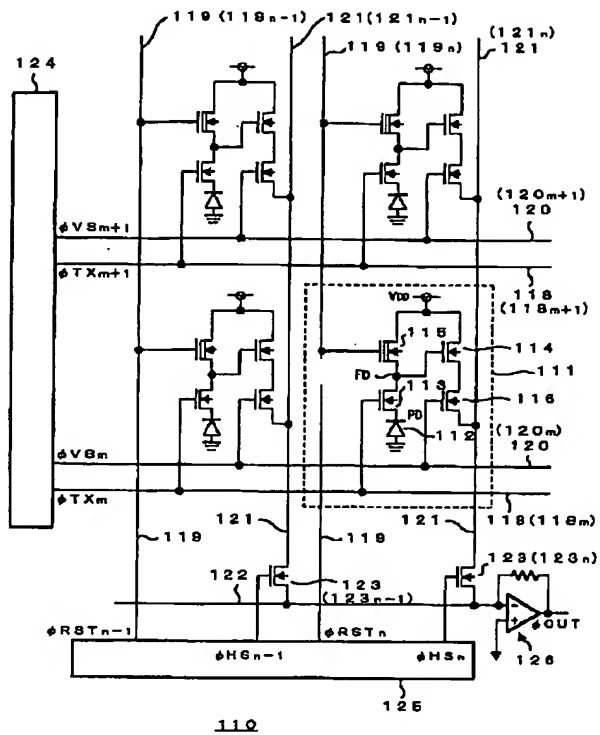 119 (118n-1)
121 (121n-1)
119 (119n)
(121n)
121
124
(120m+1)
120
φVSm+1
φTXm+1
118
(118m+1)
VDD
115
114
111
FD
113
116
PD
112
(120m)
120
φVSm
φTXm
118 (118m)
121
121
119
119
122
123
(123n-1)
123 (123n)
φRSTn-1
φRSTn
φHSn-1
φHSn
φOUT
126
125
110